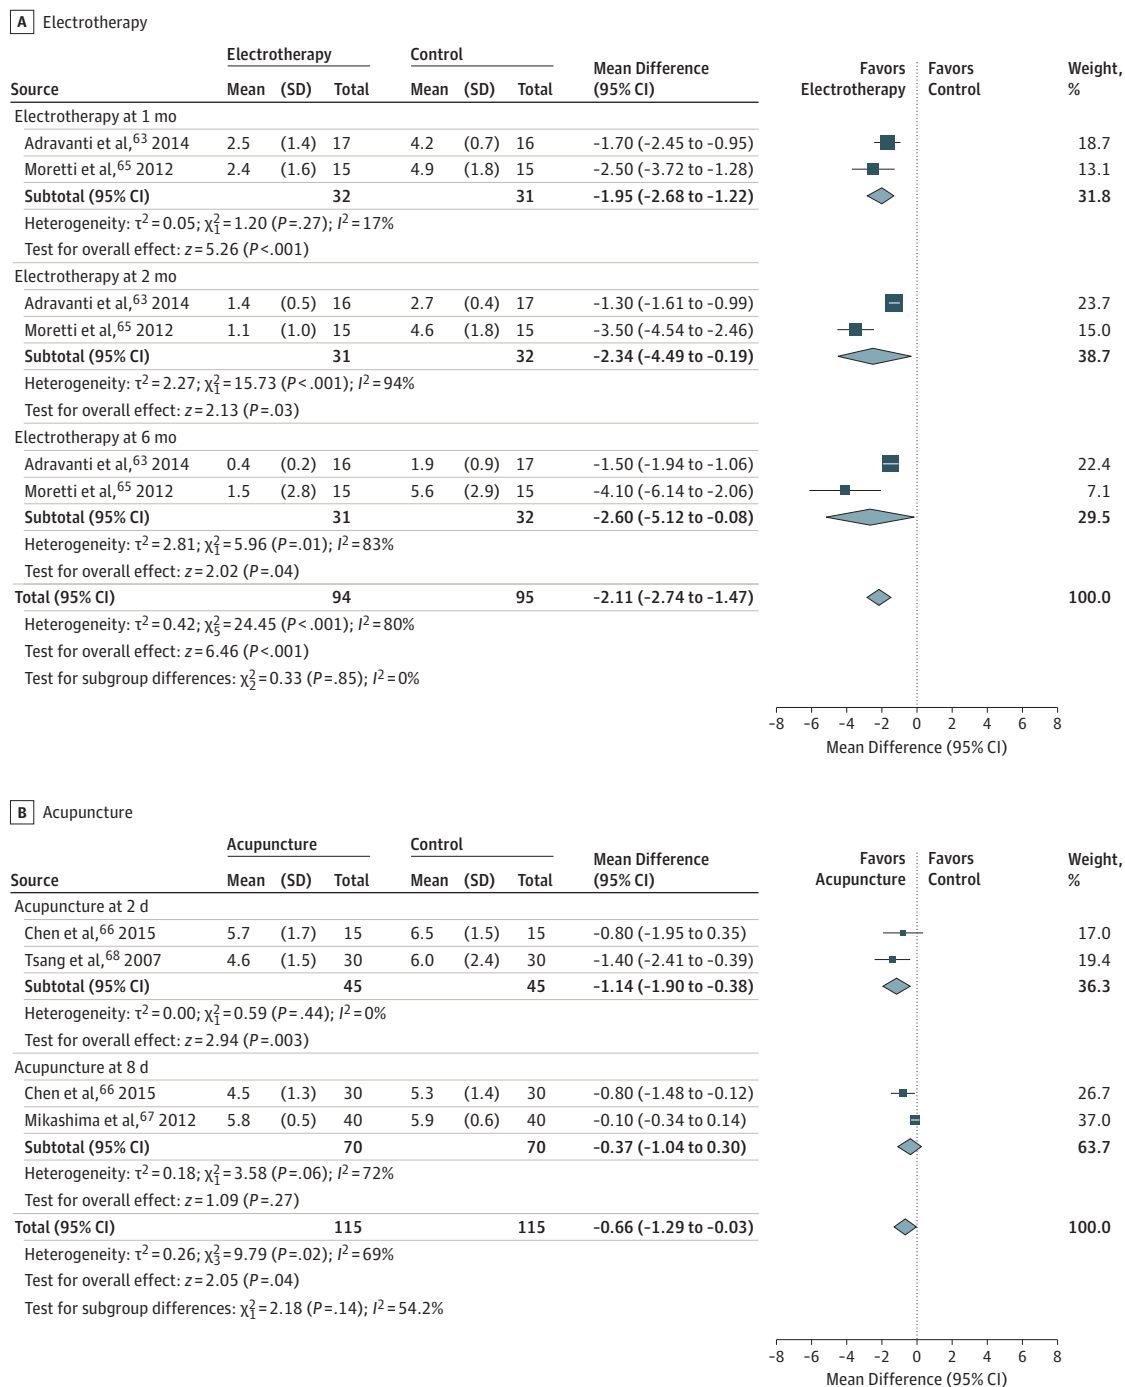 A Electrotherapy
Electrotherapy Control
Mean Difference (95% CI) Favors Electrotherapy Favors Control Weight, %
Source Mean (SD) Total Mean (SD) Total
Electrotherapy at 1 mo
Adravanti et al,63 2014 2.5 (1.4) 17 4.2 (0.7) 16 -1.70 (-2.45 to -0.95) 18.7
Moretti et al,65 2012 2.4 (1.6) 15 4.9 (1.8) 15 -2.50 (-3.72 to -1.28) 13.1
Subtotal (95% CI) 32 31 -1.95 (-2.68 to -1.22) 31.8
Heterogeneity: τ2=0.05; χ21=1.20 (P=.27); I2=17%
Test for overall effect: z=5.26 (P<.001)
Electrotherapy at 2 mo
Adravanti et al,63 2014 1.4 (0.5) 16 2.7 (0.4) 17 -1.30 (-1.61 to -0.99) 23.7
Moretti et al,65 2012 1.1 (1.0) 15 4.6 (1.8) 15 -3.50 (-4.54 to -2.46) 15.0
Subtotal (95% CI) 31 32 -2.34 (-4.49 to -0.19) 38.7
Heterogeneity: τ2=2.27; χ21=15.73 (P<.001); I2=94%
Test for overall effect: z=2.13 (P=.03)
Electrotherapy at 6 mo
Adravanti et al,63 2014 0.4 (0.2) 16 1.9 (0.9) 17 -1.50 (-1.94 to -1.06) 22.4
Moretti et al,65 2012 1.5 (2.8) 15 5.6 (2.9) 15 -4.10 (-6.14 to -2.06) 7.1
Subtotal (95% CI) 31 32 -2.60 (-5.12 to -0.08) 29.5
Heterogeneity: τ2=2.81; χ21=5.96 (P=.01); I2=83%
Test for overall effect: z=2.02 (P=.04)
Total (95% CI) 94 95 -2.11 (-2.74 to -1.47) 100.0
Heterogeneity: τ2=0.42; χ25=24.45 (P<.001); I2=80%
Test for overall effect: z=6.46 (P<.001)
Test for subgroup differences: χ22=0.33 (P=.85); I2=0%
-8 -6 -4 -2 0 2 4 6 8
Mean Difference (95% CI)
B Acupuncture
Acupuncture Control
Mean Difference (95% CI) Favors Acupuncture Favors Control Weight, %
Source Mean (SD) Total Mean (SD) Total
Acupuncture at 2 d
Chen et al,66 2015 5.7 (1.7) 15 6.5 (1.5) 15 -0.80 (-1.95 to 0.35) 17.0
Tsang et al,68 2007 4.6 (1.5) 30 6.0 (2.4) 30 -1.40 (-2.41 to -0.39) 19.4
Subtotal (95% CI) 45 45 -1.14 (-1.90 to -0.38) 36.3
Heterogeneity: τ2=0.00; χ21=0.59 (P=.44); I2=0%
Test for overall effect: z=2.94 (P=.003)
Acupuncture at 8 d
Chen et al,66 2015 4.5 (1.3) 30 5.3 (1.4) 30 -0.80 (-1.48 to -0.12) 26.7
Mikashima et al,67 2012 5.8 (0.5) 40 5.9 (0.6) 40 -0.10 (-0.34 to 0.14) 37.0
Subtotal (95% CI) 70 70 -0.37 (-1.04 to 0.30) 63.7
Heterogeneity: τ2=0.18; χ21=3.58 (P=.06); I2=72%
Test for overall effect: z=1.09 (P=.27)
Total (95% CI) 115 115 -0.66 (-1.29 to -0.03) 100.0
Heterogeneity: τ2=0.26; χ23=9.79 (P=.02); I2=69%
Test for overall effect: z=2.05 (P=.04)
Test for subgroup differences: χ21=2.18 (P=.14); I2=54.2%
-8 -6 -4 -2 0 2 4 6 8
Mean Difference (95% CI)